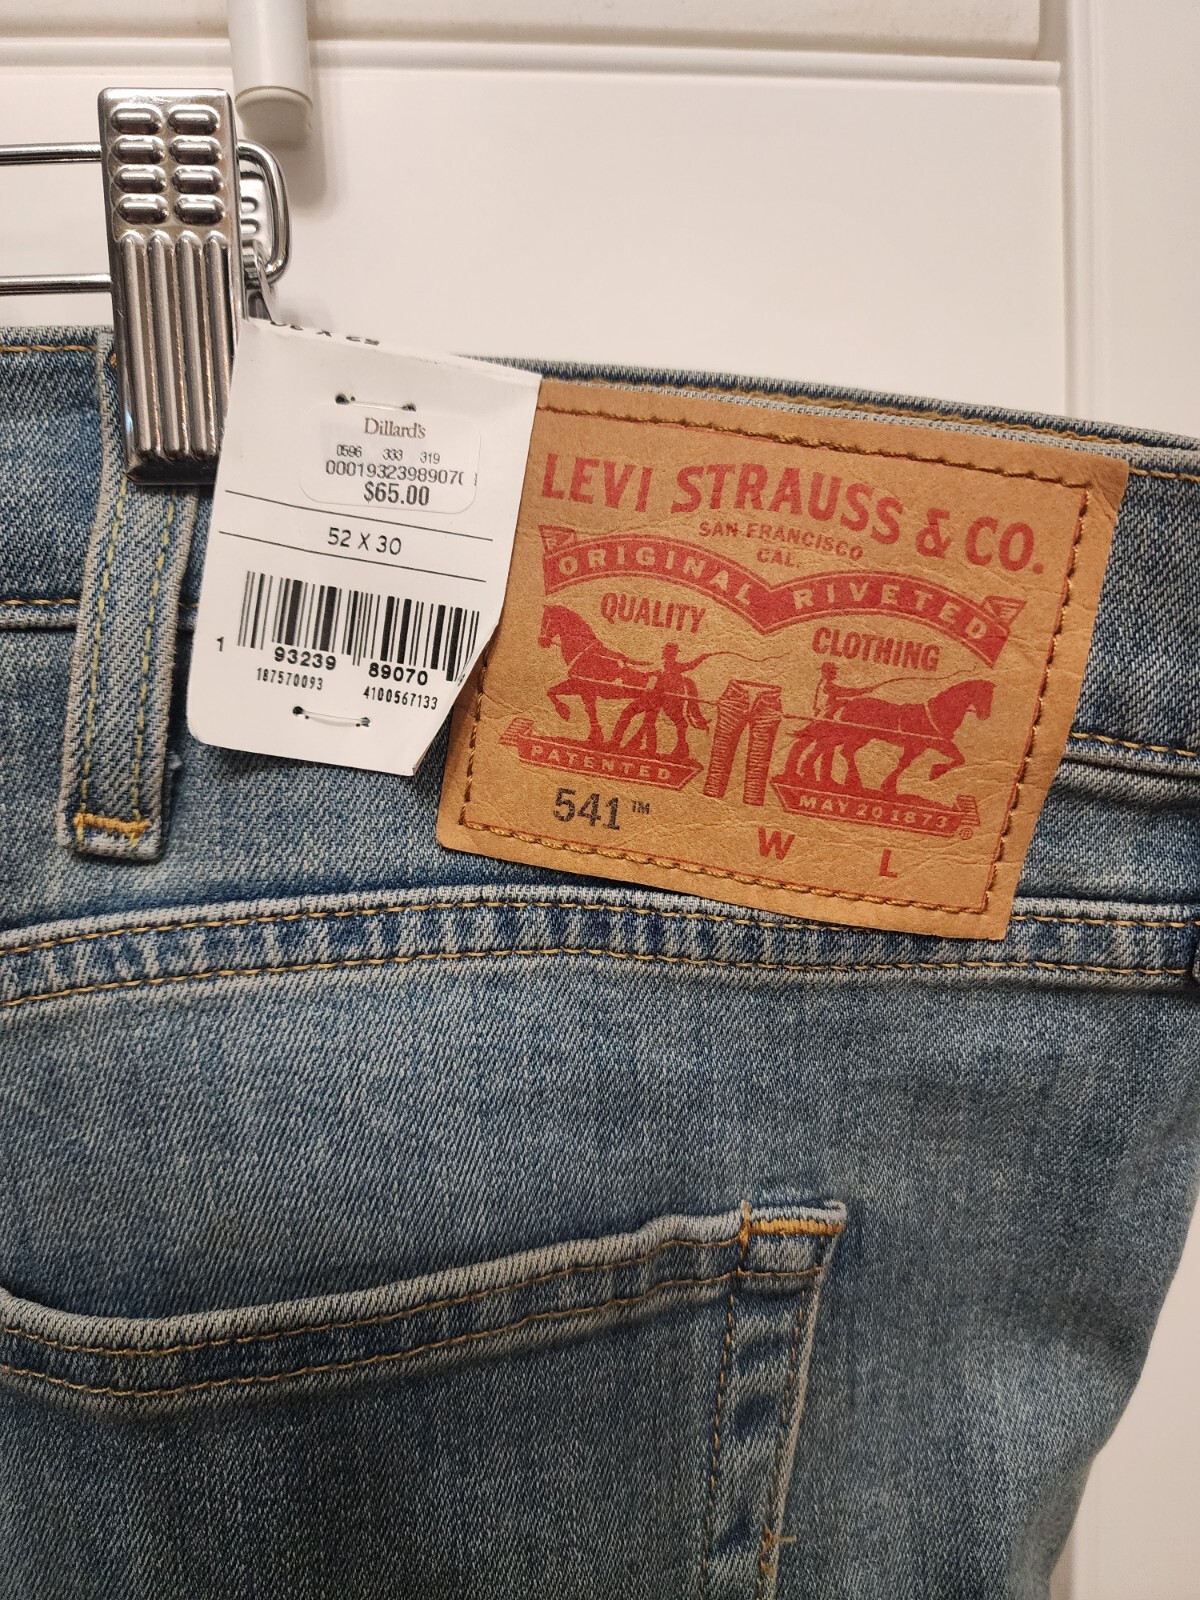 Dillard's
0596 333 319
0001932398907
$65.00
52 X 30
1 93239 89070
187570093 4100567133
LEVI STRAUSS & CO.
SAN FRANCISCO
CAL.
ORIGINAL RIVETED
QUALITY CLOTHING
PATENTED MAY 20 1873 ®
541™
W L